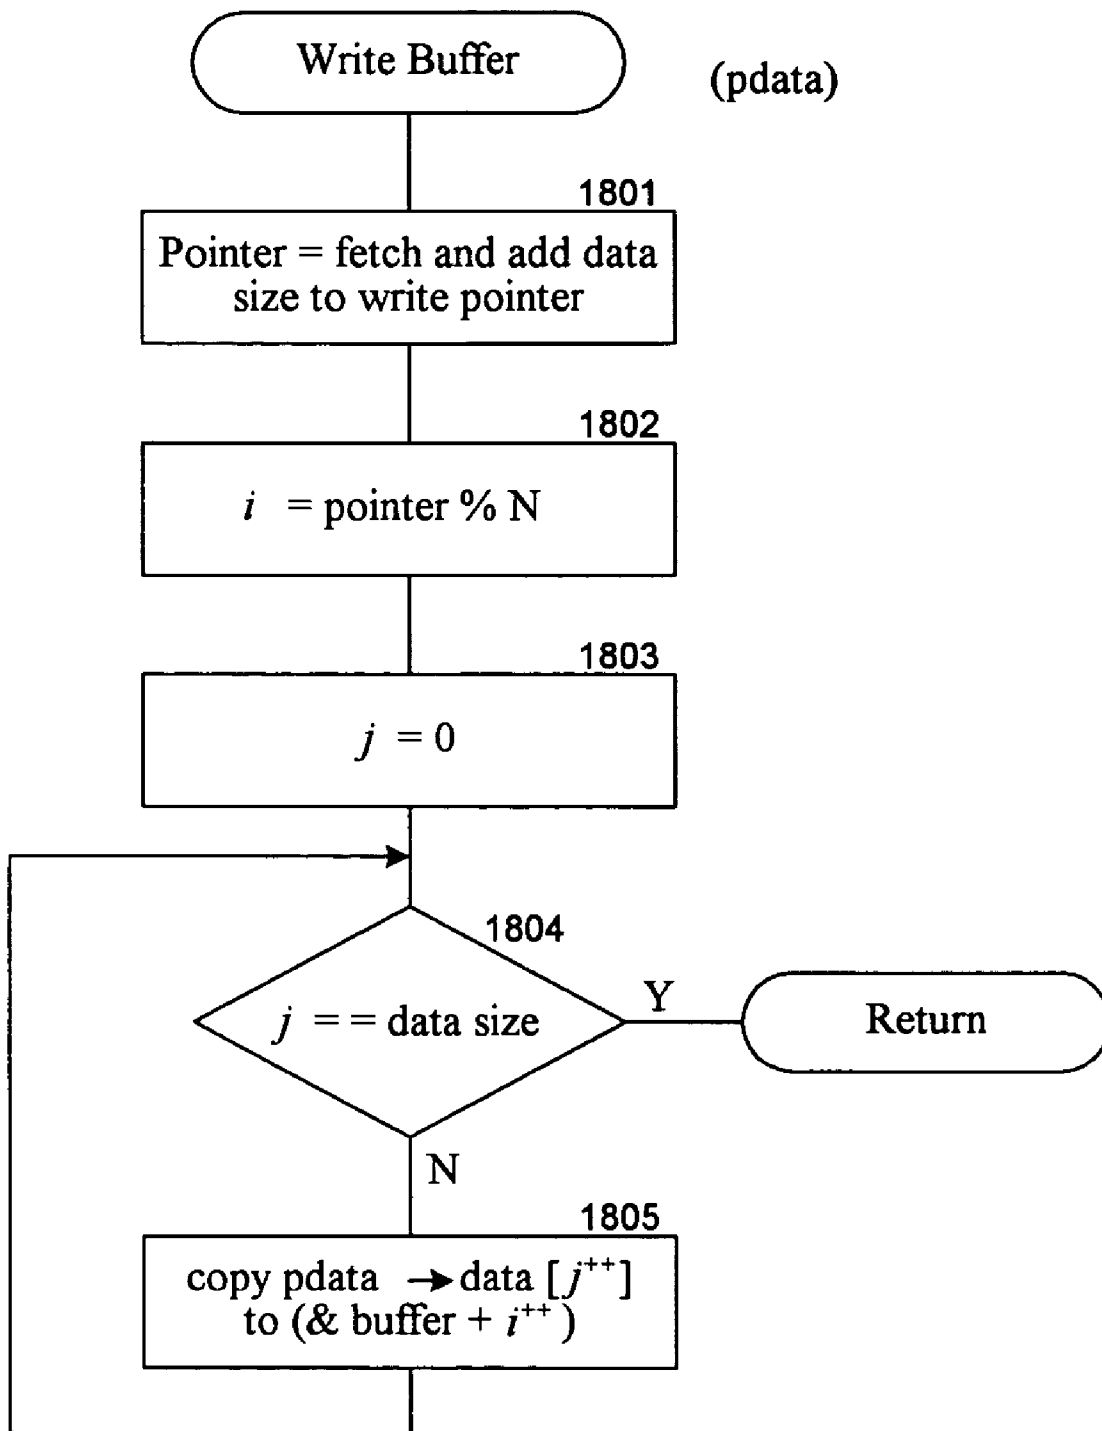 Write Buffer
(pdata)
1801
Pointer = fetch and add data
size to write pointer
1802
i = pointer % N
1803
j = 0
1804
j = = data size
Y
Return
N
1805
copy pdata → data [j++]
to (& buffer + i++)